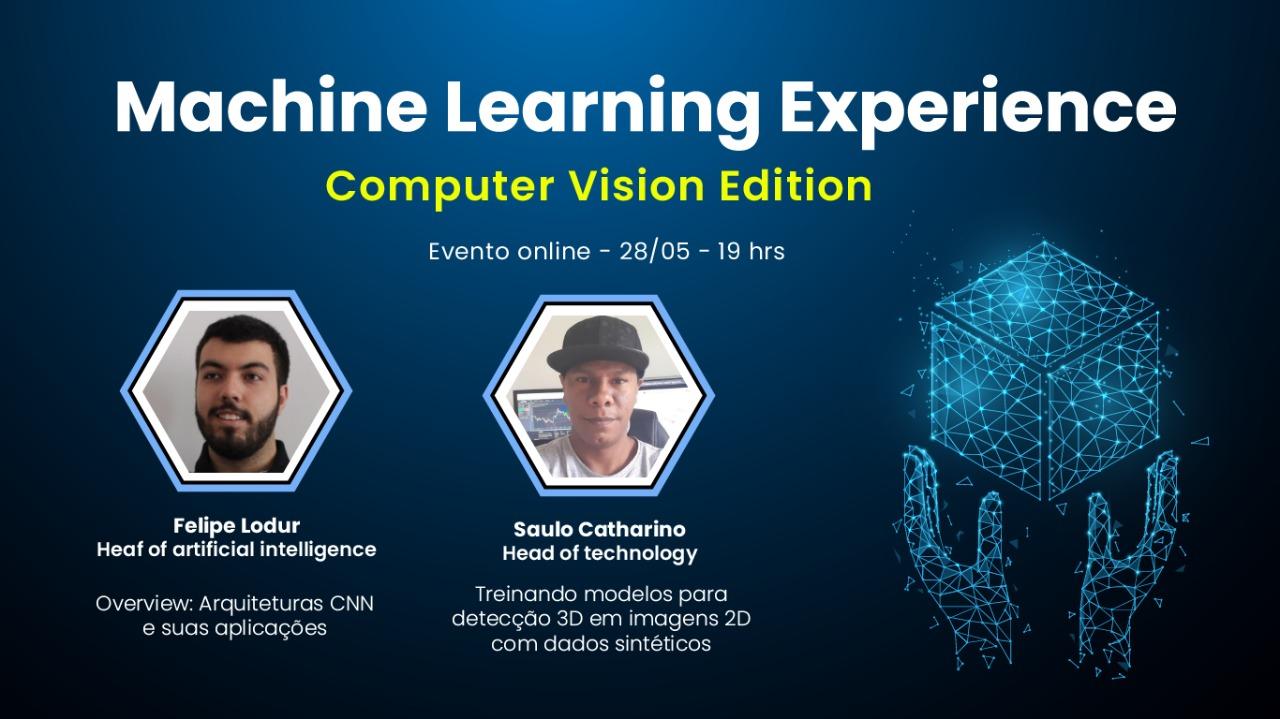 Machine Learning Experience
Computer Vision Edition
Evento online - 28/05 - 19 hrs
Felipe Lodur
Heaf of artificial intelligence
Overview: Arquiteturas CNN
e suas aplicações
Saulo Catharino
Head of technology
Treinando modelos para
detecção 3D em imagens 2D
com dados sintéticos